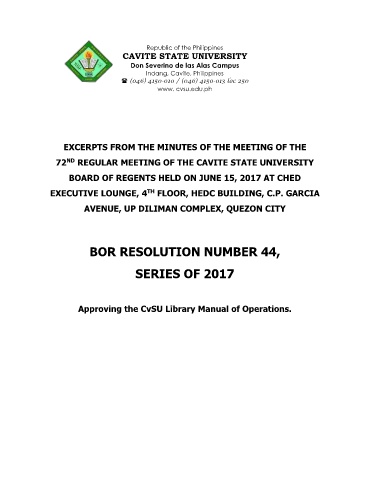 Republic of the Philippines
CAVITE STATE UNIVERSITY
Don Severino de las Alas Campus
Indang, Cavite, Philippines
☎ (046) 4150-010 / (046) 4150-013 loc 250
www. cvsu.edu.ph
EXCERPTS FROM THE MINUTES OF THE MEETING OF THE
72ND REGULAR MEETING OF THE CAVITE STATE UNIVERSITY
BOARD OF REGENTS HELD ON JUNE 15, 2017 AT CHED
EXECUTIVE LOUNGE, 4TH FLOOR, HEDC BUILDING, C.P. GARCIA
AVENUE, UP DILIMAN COMPLEX, QUEZON CITY
BOR RESOLUTION NUMBER 44,
SERIES OF 2017
Approving the CvSU Library Manual of Operations.